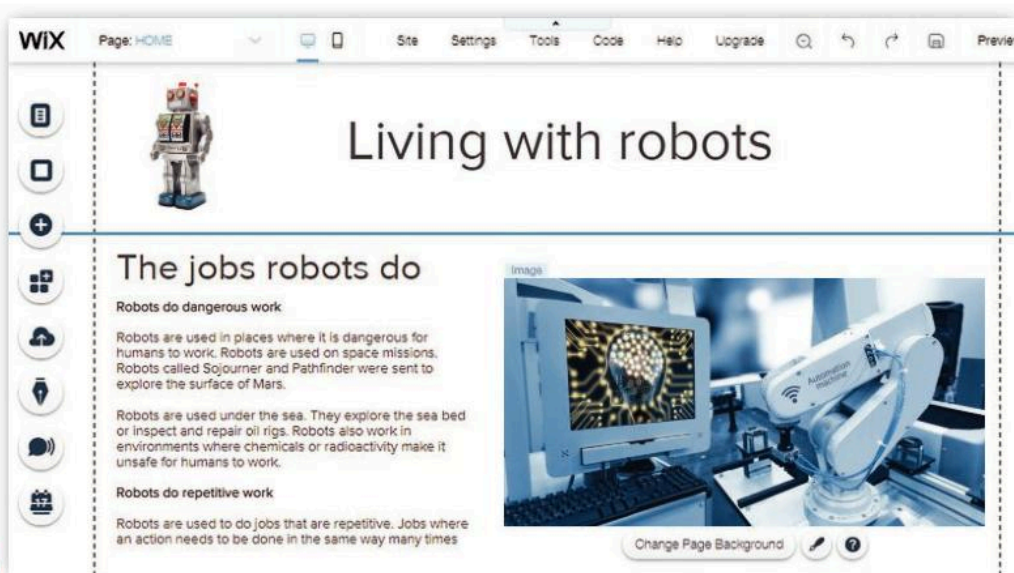 WiX Page: HOME Site Settings Tools Code Help Upgrade Preview
Living with robots
The jobs robots do
Image
Robots do dangerous work
Robots are used in places where it is dangerous for
humans to work. Robots are used on space missions.
Robots called Sojourner and Pathfinder were sent to
explore the surface of Mars.
Robots are used under the sea. They explore the sea bed
or inspect and repair oil rigs. Robots also work in
environments where chemicals or radioactivity make it
unsafe for humans to work.
Robots do repetitive work
Robots are used to do jobs that are repetitive. Jobs where
an action needs to be done in the same way many times
Automation
machine
Change Page Background
?
17